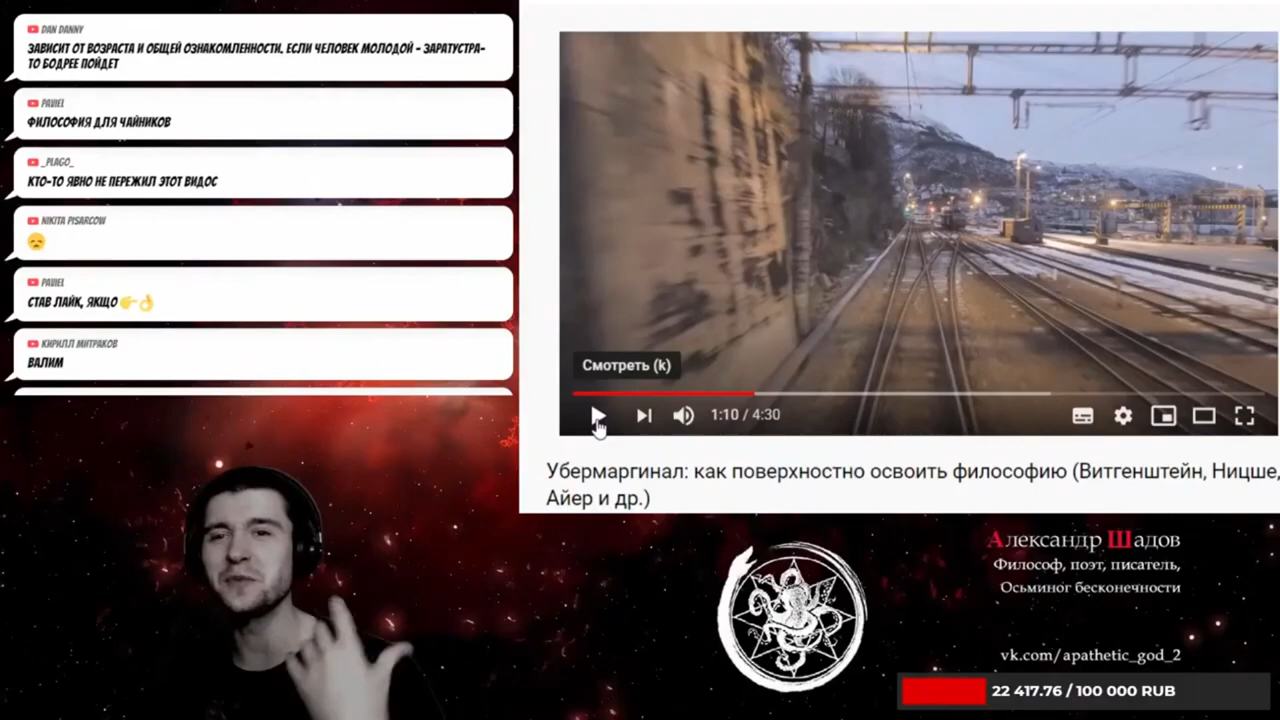 DAN DANNY
ЗАВИСИТ ОТ ВОЗРАСТА И ОБЩЕЙ ОЗНАКОМЛЕННОСТИ. ЕСЛИ ЧЕЛОВЕК МОЛОДОЙ - ЗАРАТУСТРА-
ТО БОДРЕЕ ПОЙДЕТ
PAVIEL
ФИЛОСОФИЯ ДЛЯ ЧАЙНИКОВ
_PLAGO_
КТО-ТО ЯВНО НЕ ПЕРЕЖИЛ ЭТОТ ВИДОС
NIKITA PISARCOW
😞
PAVIEL
СТАВ ЛАЙК, ЯКЩО 👉👌
КИРИЛЛ МИТРАКОВ
ВАЛИМ
Смотреть (k)
1:10 / 4:30
Убермаргинал: как поверхностно освоить философию (Витгенштейн, Ницше,
Айер и др.)
Александр Шадов
Философ, поэт, писатель,
Осьминог бесконечности
vk.com/apathetic_god_2
22 417.76 / 100 000 RUB